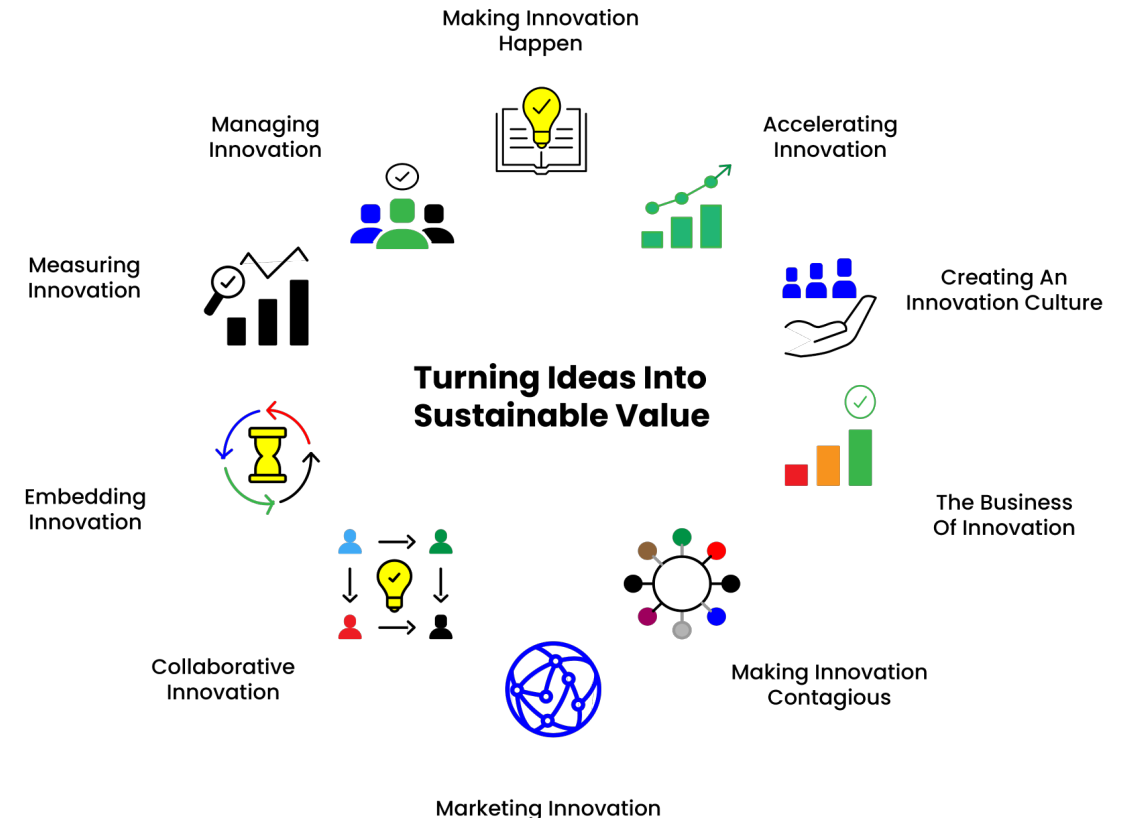 Making Innovation
Happen
Managing
Innovation
Accelerating
Innovation
Measuring
Innovation
Creating An
Innovation Culture
Turning Ideas Into
Sustainable Value
Embedding
Innovation
The Business
Of Innovation
Collaborative
Innovation
Making Innovation
Contagious
Marketing Innovation